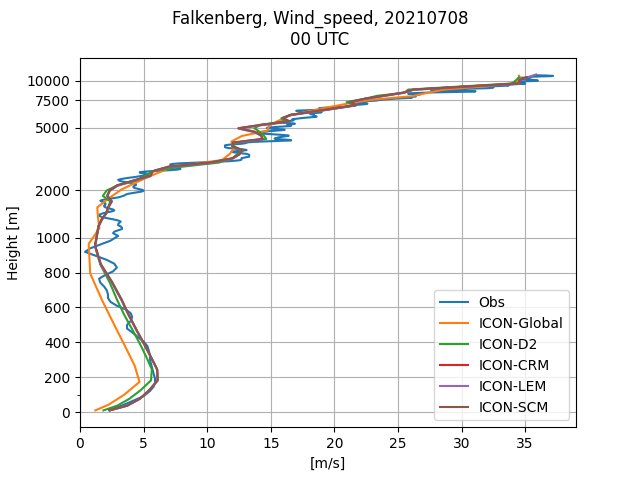 Falkenberg, Wind_speed, 20210708
00 UTC
10000
7500
5000
2000
1000
800
600
400
200
0
Height [m]
0 5 10 15 20 25 30 35
[m/s]
Obs
ICON-Global
ICON-D2
ICON-CRM
ICON-LEM
ICON-SCM